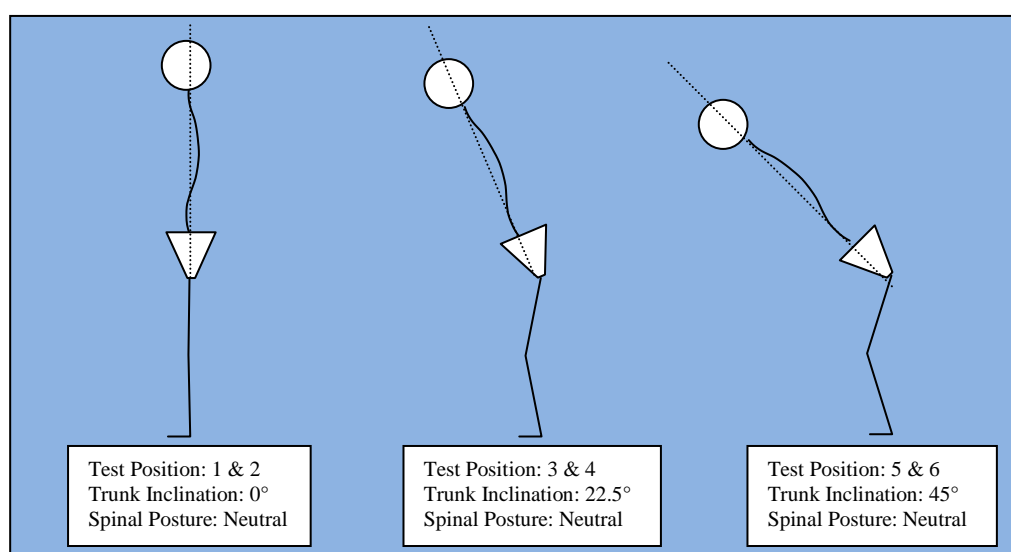 Test Position: 1 & 2
Trunk Inclination: 0°
Spinal Posture: Neutral
Test Position: 3 & 4
Trunk Inclination: 22.5°
Spinal Posture: Neutral
Test Position: 5 & 6
Trunk Inclination: 45°
Spinal Posture: Neutral